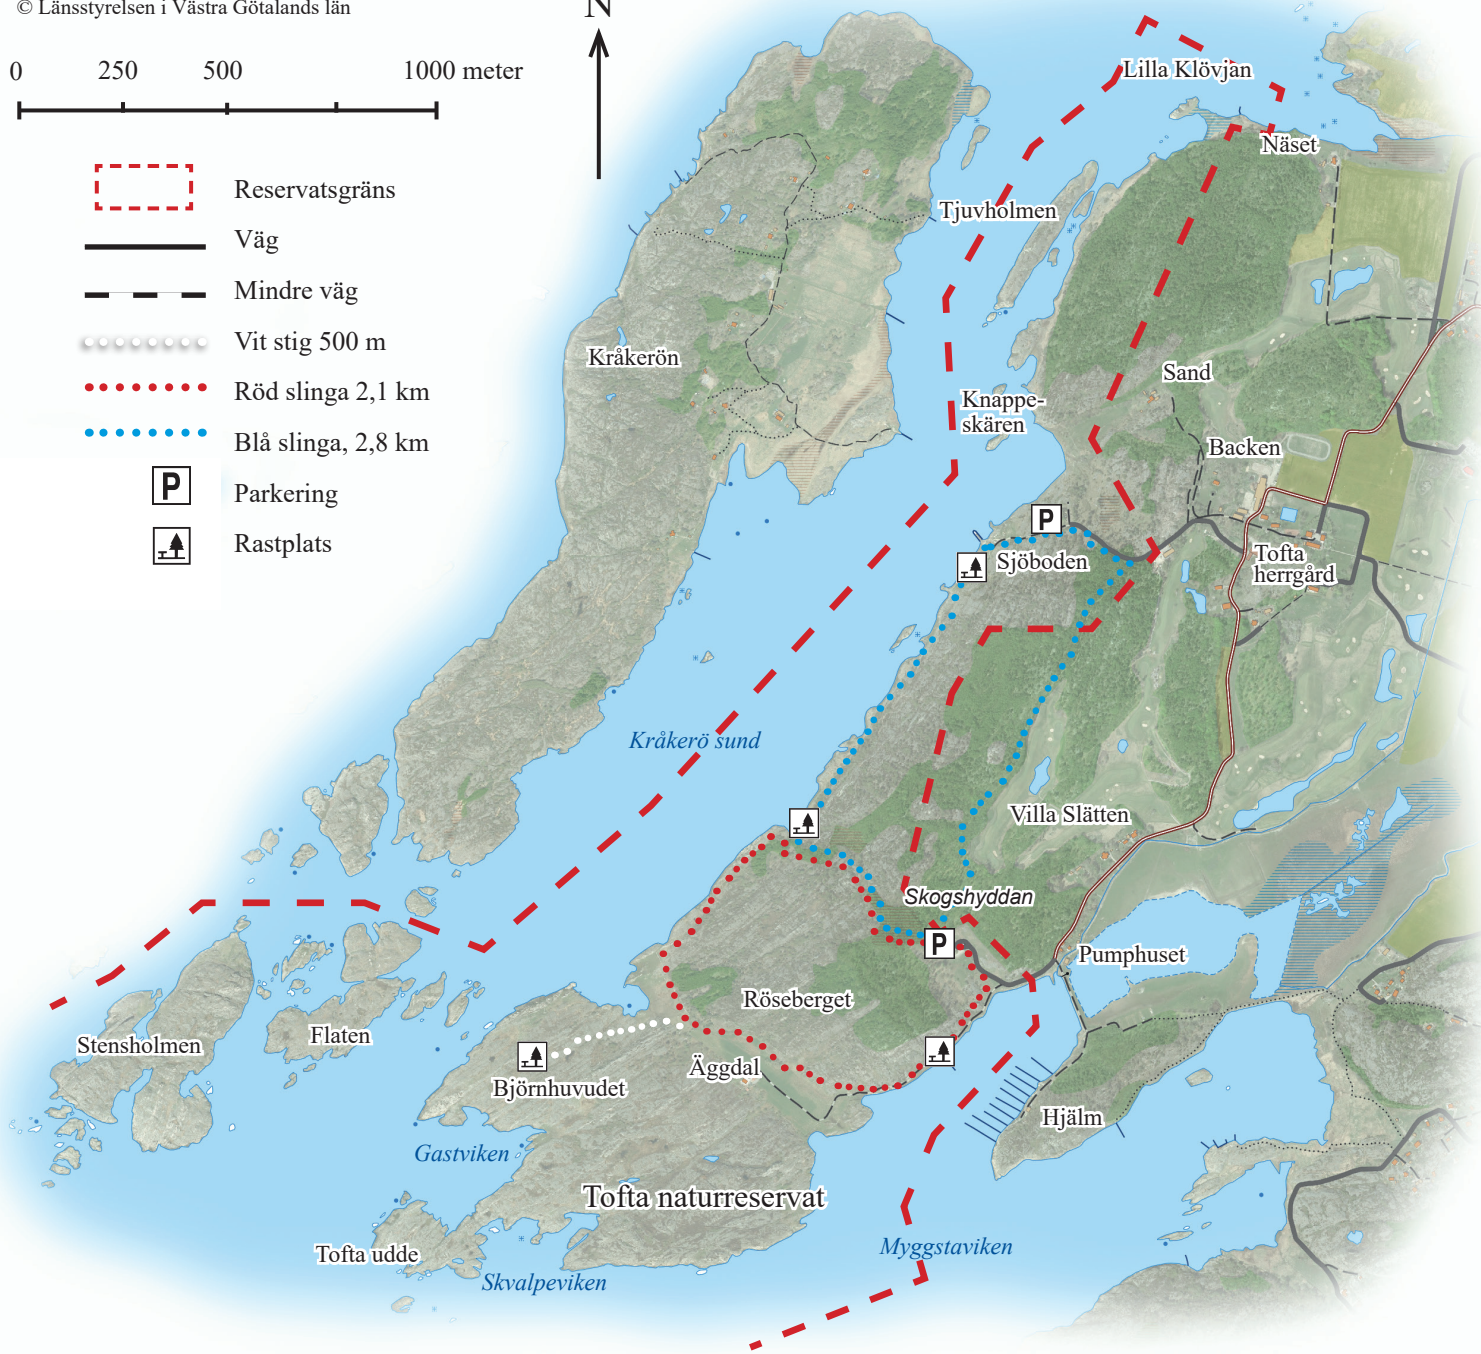 © Länsstyrelsen i Västra Götalands län
N
0 250 500 1000 meter
Reservatsgräns
Väg
Mindre väg
Vit stig 500 m
Röd slinga 2,1 km
Blå slinga, 2,8 km
P Parkering
Rastplats
Lilla Klövjan
Näset
Tjuvholmen
Kråkerön
Sand
Knappe-
skären
Backen
P
Sjöboden
Tofta
herrgård
Kråkerö sund
Villa Slätten
Skogshyddan
P
Pumphuset
Röseberget
Stensholmen
Flaten
Äggdal
Björnhuvudet
Hjälm
Gastviken
Tofta naturreservat
Tofta udde
Myggstaviken
Skvalpeviken